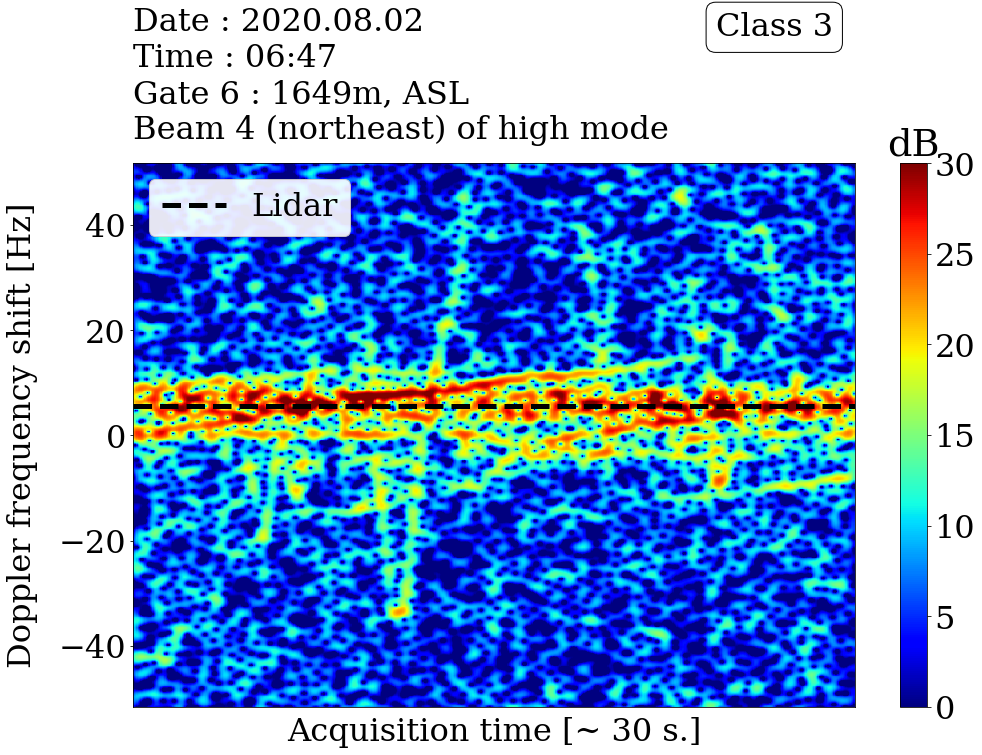 Date : 2020.08.02
Time : 06:47
Gate 6 : 1649m, ASL
Beam 4 (northeast) of high mode
Class 3
dB
Lidar
Doppler frequency shift [Hz]
40
20
0
−20
−40
30
25
20
15
10
5
0
Acquisition time [~ 30 s.]